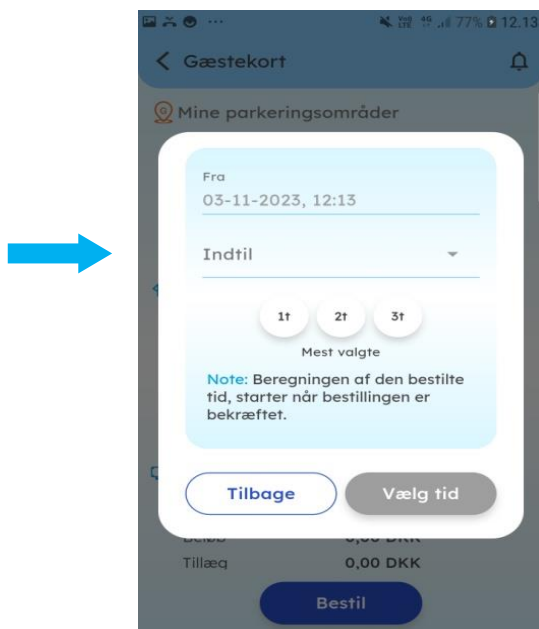 77% 12.13
Gæstekort
Mine parkeringsområder
Fra
03-11-2023, 12:13
Indtil
1t 2t 3t
Mest valgte
Note: Beregningen af den bestilte
tid, starter når bestillingen er
bekræftet.
Tilbage Vælg tid
0,00 DKK
Tillæg 0,00 DKK
Bestil